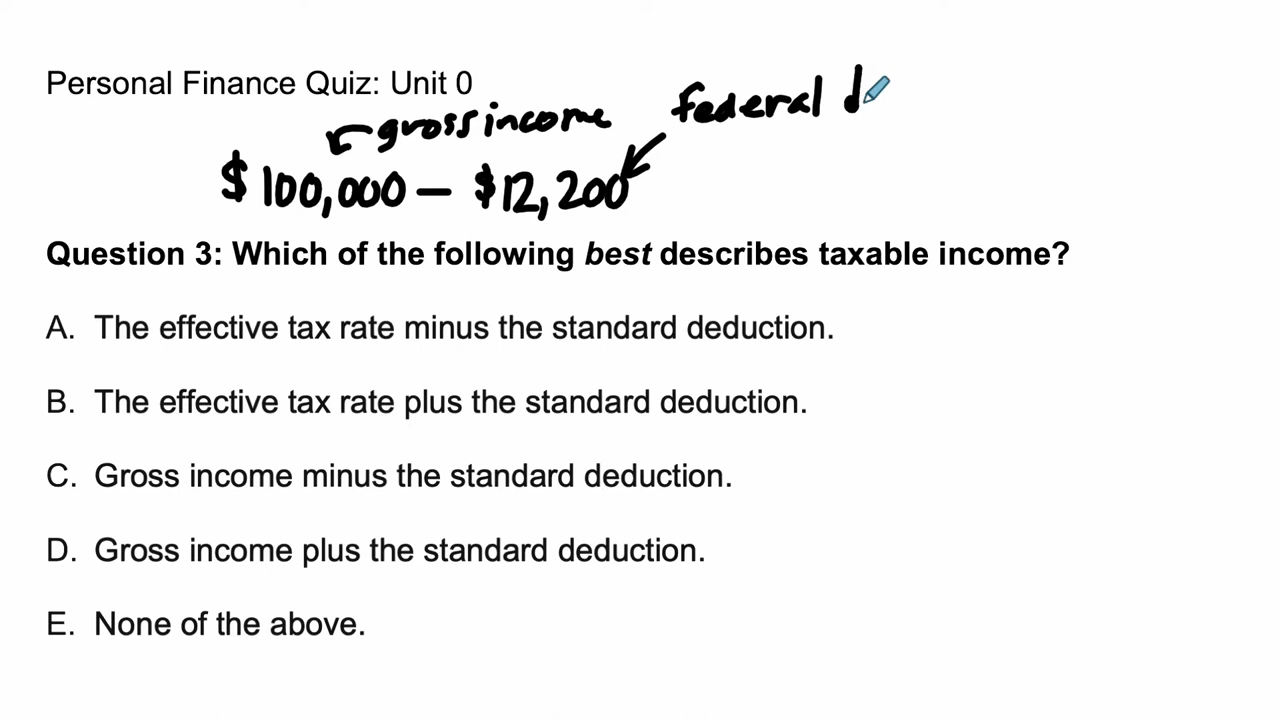 Personal Finance Quiz: Unit 0
gross income
federal d
$ 100,000 – $12,200
Question 3: Which of the following best describes taxable income?
A. The effective tax rate minus the standard deduction.
B. The effective tax rate plus the standard deduction.
C. Gross income minus the standard deduction.
D. Gross income plus the standard deduction.
E. None of the above.